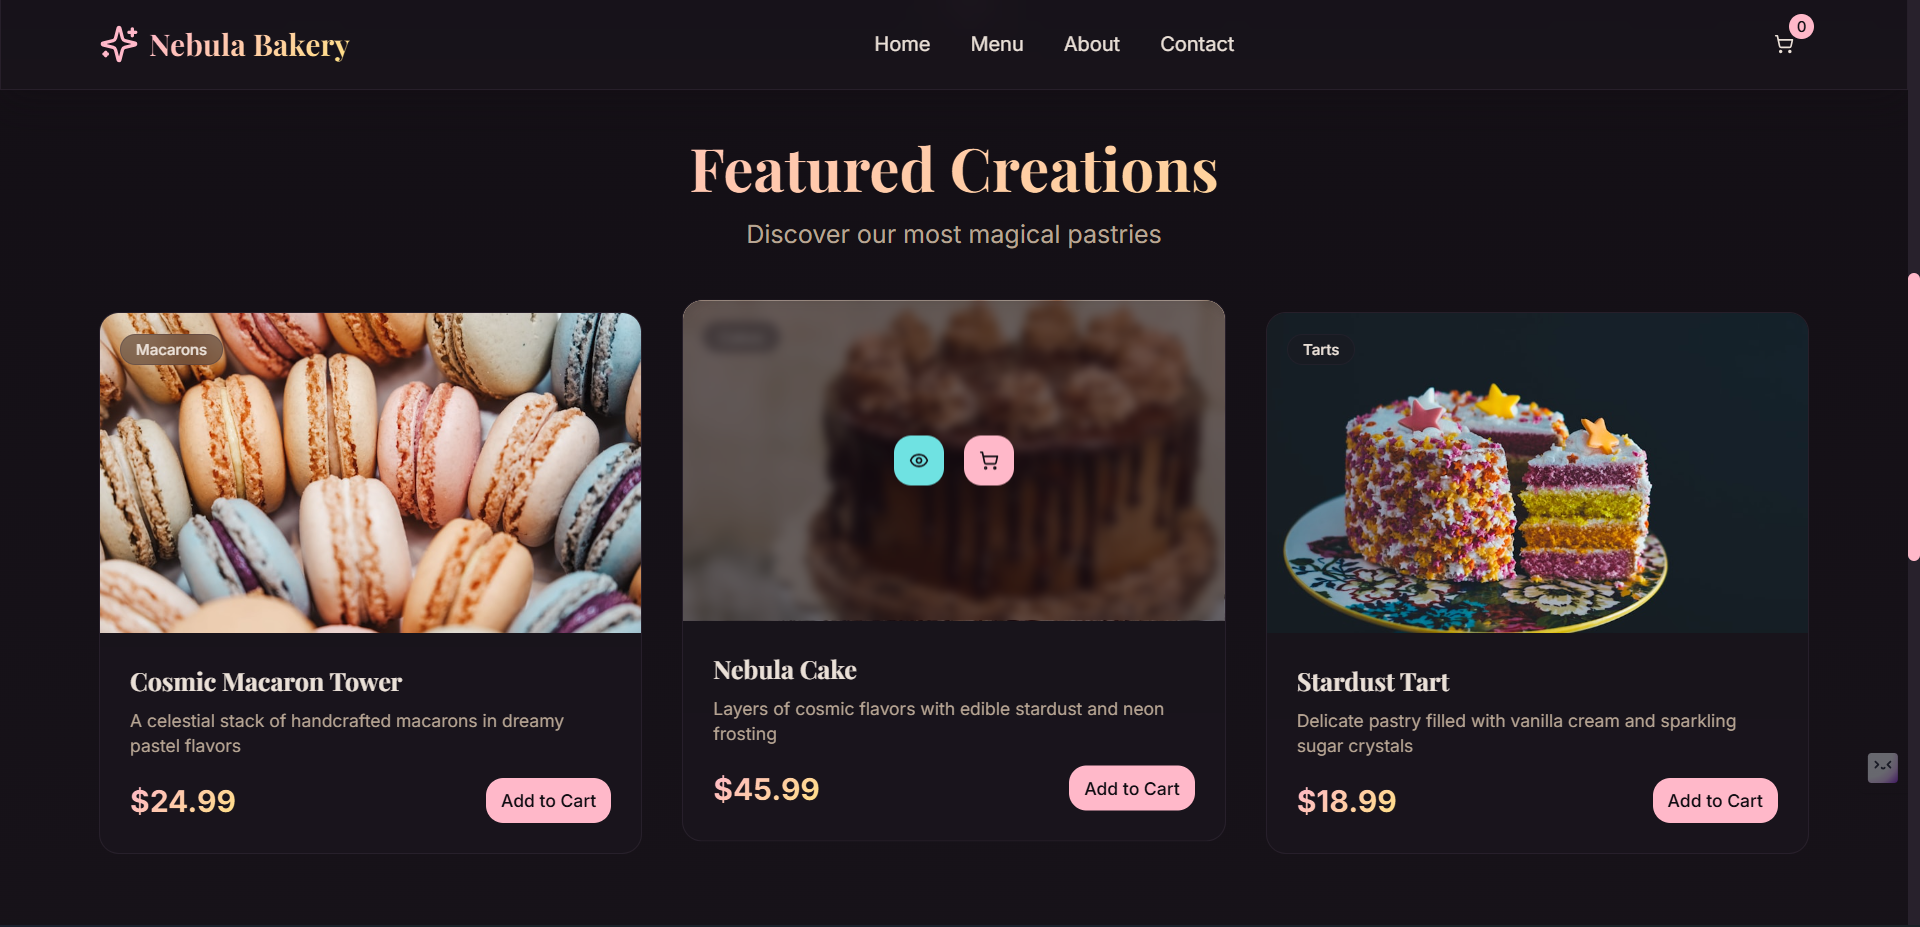 Nebula Bakery
Home
Menu
About
Contact
0
Featured Creations
Discover our most magical pastries
Macarons
Cosmic Macaron Tower
A celestial stack of handcrafted macarons in dreamy
pastel flavors
$24.99
Add to Cart
Nebula Cake
Layers of cosmic flavors with edible stardust and neon
frosting
$45.99
Add to Cart
Tarts
Stardust Tart
Delicate pastry filled with vanilla cream and sparkling
sugar crystals
$18.99
Add to Cart